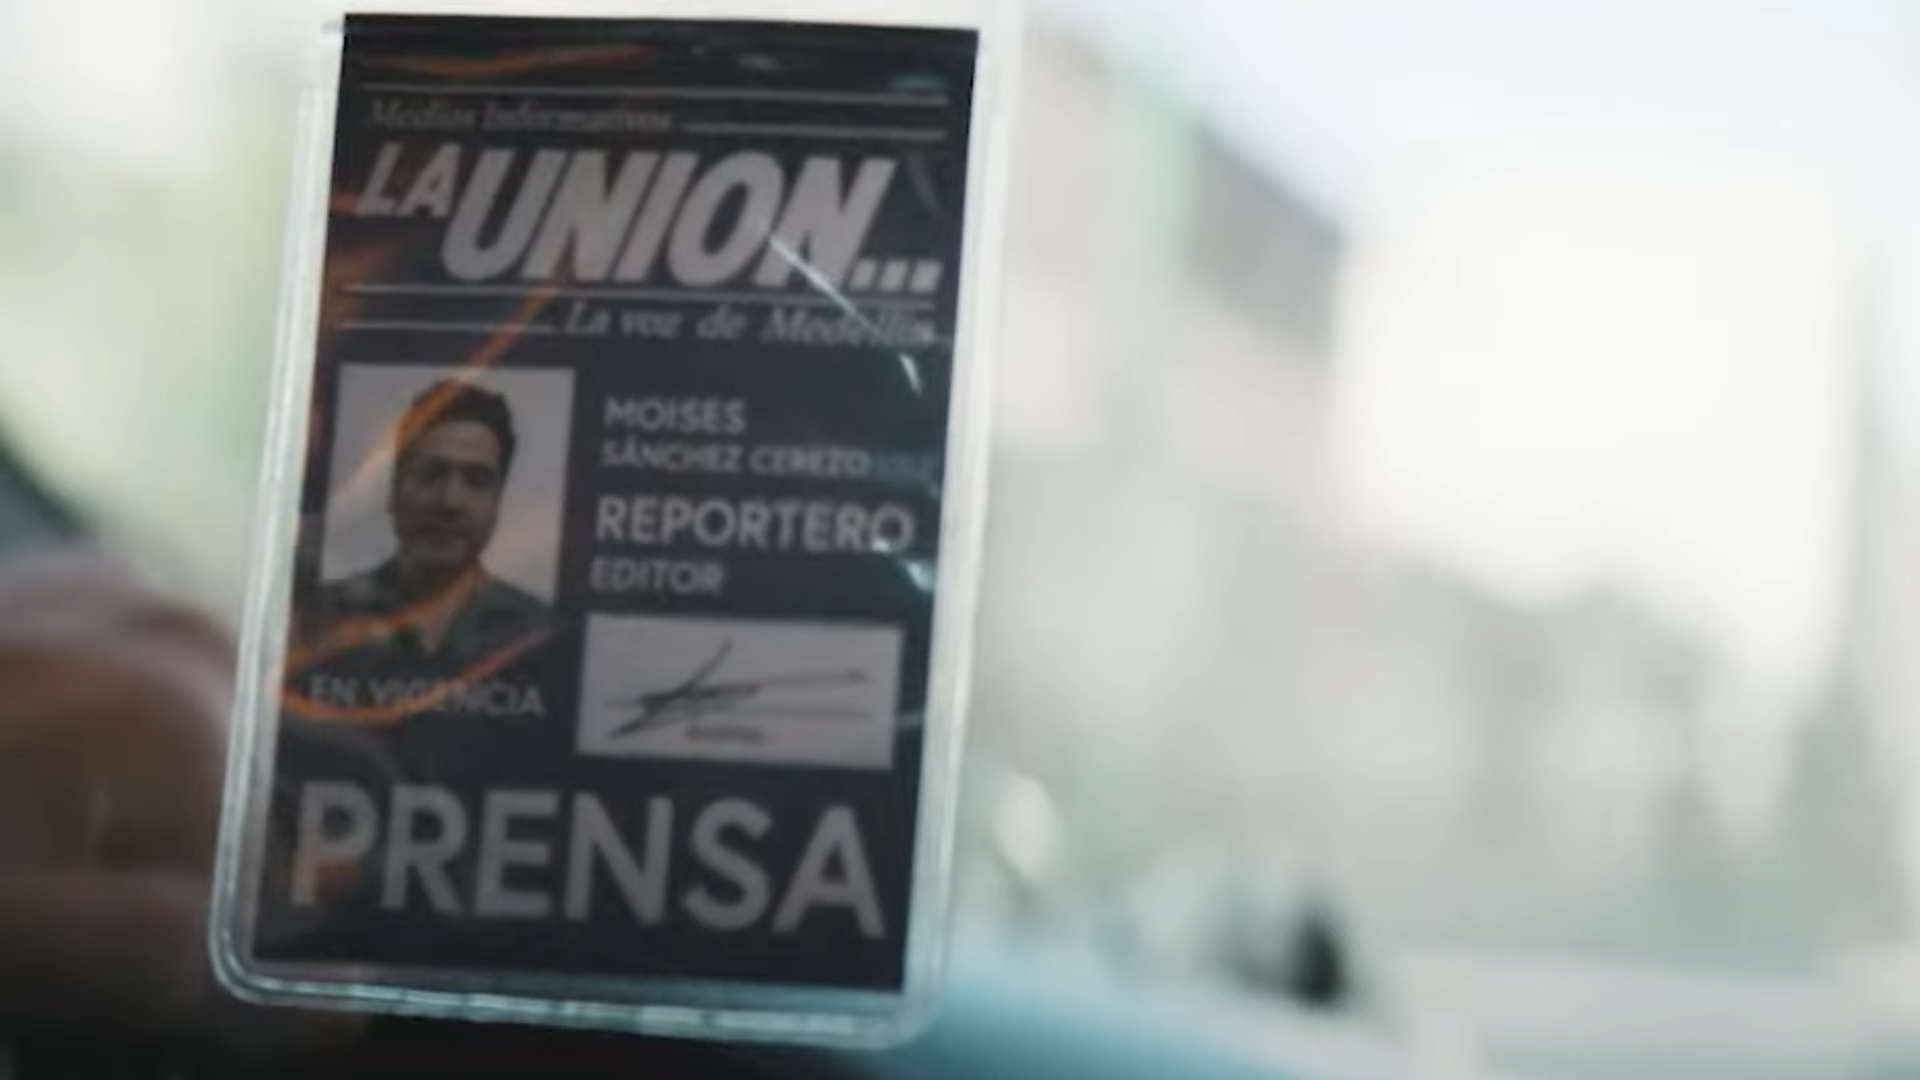 Medios Informativos
LA UNION...
La voz de Medellín
MOISES
SÁNCHEZ CEREZO
REPORTERO
EDITOR
EN VIGENCIA
PRENSA